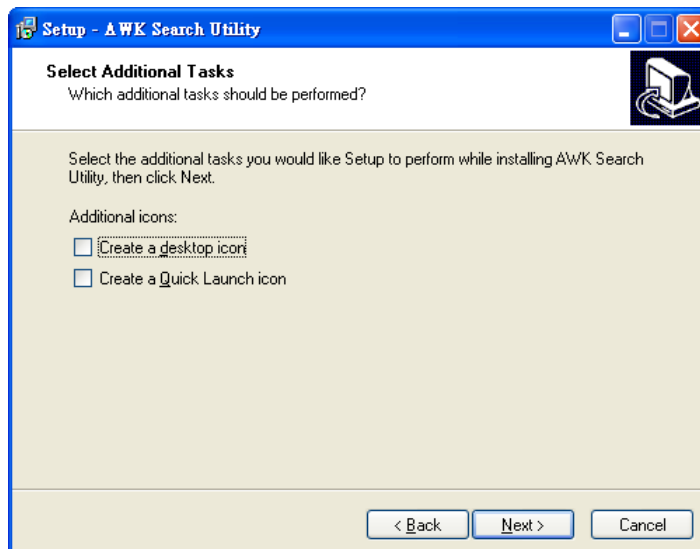 Setup - AWK Search Utility
Select Additional Tasks
Which additional tasks should be performed?
Select the additional tasks you would like Setup to perform while installing AWK Search
Utility, then click Next.
Additional icons:
Create a desktop icon
Create a Quick Launch icon
< Back Next > Cancel